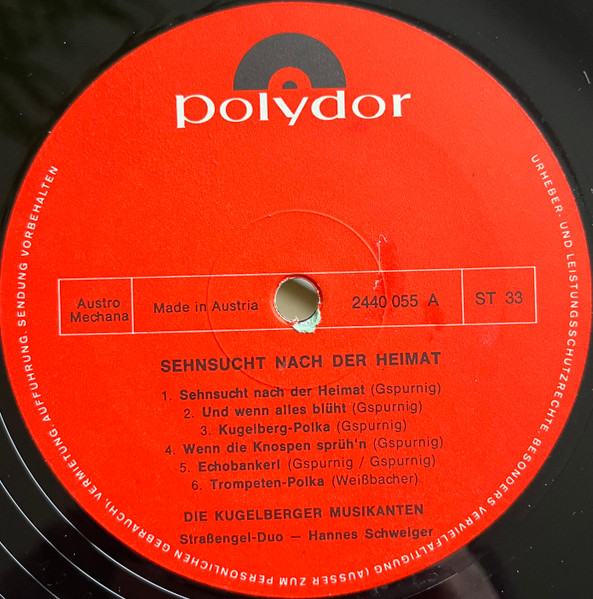 polydor
Austro
Mechana
Made in Austria
2440 055 A
ST 33
SEHNSUCHT NACH DER HEIMAT
1. Sehnsucht nach der Heimat (Gspurnig)
2. Und wenn alles blüht (Gspurnig)
3. Kugelberg-Polka (Gspurnig)
4. Wenn die Knospen sprüh'n (Gspurnig)
5. Echobankerl (Gspurnig / Gspurnig)
6. Trompeten-Polka (Weißbacher)
DIE KUGELBERGER MUSIKANTEN
Straßengel-Duo — Hannes Schweiger
URHEBER- UND LEISTUNGSSCHUTZRECHTE, BESONDERS VERVIELFÄLTIGUNG (AUSSER ZUM PERSÖNLICHEN GEBRAUCH), VERMIETUNG, AUFFÜHRUNG, SENDUNG VORBEHALTEN